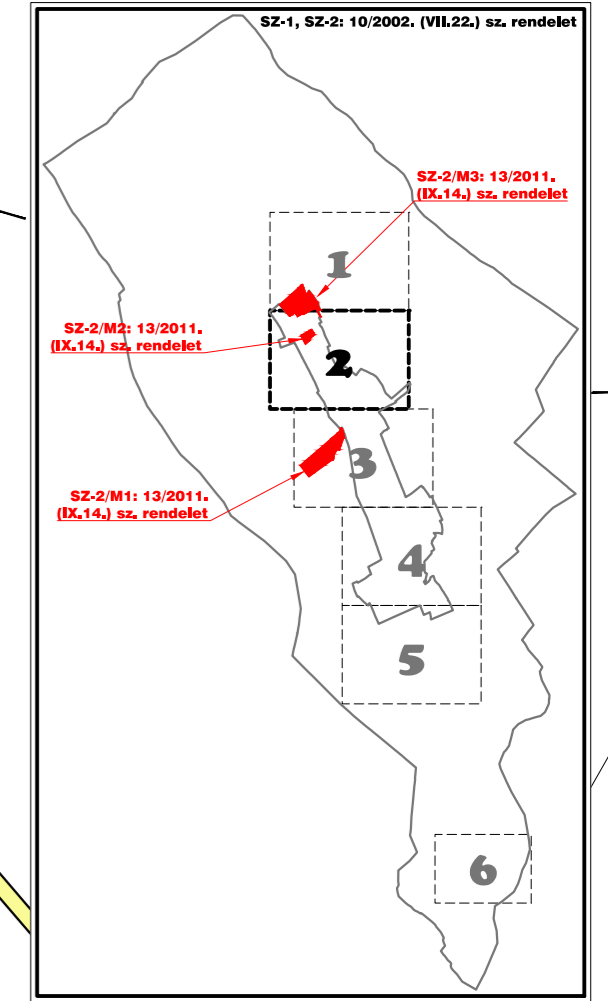 SZ-1, SZ-2: 10/2002. (VII.22.) sz. rendelet
SZ-2/M3: 13/2011.
(IX.14.) sz. rendelet
1
SZ-2/M2: 13/2011.
(IX.14.) sz. rendelet
2
3
SZ-2/M1: 13/2011.
(IX.14.) sz. rendelet
4
5
6